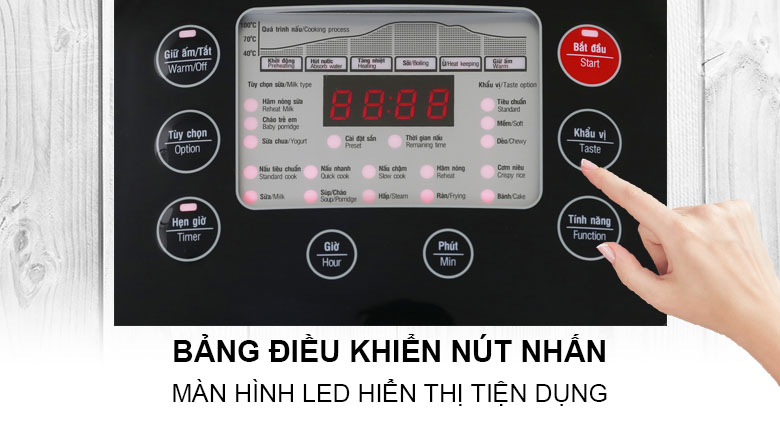 Giữ ấm/Tắt
Warm/Off
Tùy chọn
Option
Hẹn giờ
Timer
100°C
70°C
40°C
Quá trình nấu/Cooking process
Khởi động
Preheating
Hút nước
Absorb water
Tăng nhiệt
Heating
Sôi/Boiling
Ủ/Heat keeping
Giữ ấm
Warm
Tùy chọn sữa/Milk type
Hâm nóng sữa
Reheat Milk
Cháo trẻ em
Baby porridge
Sữa chua/Yogurt
88:88
Cài đặt sẵn
Preset
Thời gian nấu
Remaining time
Khẩu vị/Taste option
Tiêu chuẩn
Standard
Mềm/Soft
Dẻo/Chewy
Nấu tiêu chuẩn
Standard cook
Nấu nhanh
Quick cook
Nấu chậm
Slow cook
Hâm nóng
Reheat
Cơm niêu
Crispy rice
Sữa/Milk
Súp/Cháo
Soup/Porridge
Hấp/Steam
Rán/Frying
Bánh/Cake
Giờ
Hour
Phút
Min
Bắt đầu
Start
Khẩu vị
Taste
Tính năng
Function
BẢNG ĐIỀU KHIỂN NÚT NHẤN
MÀN HÌNH LED HIỂN THỊ TIỆN DỤNG